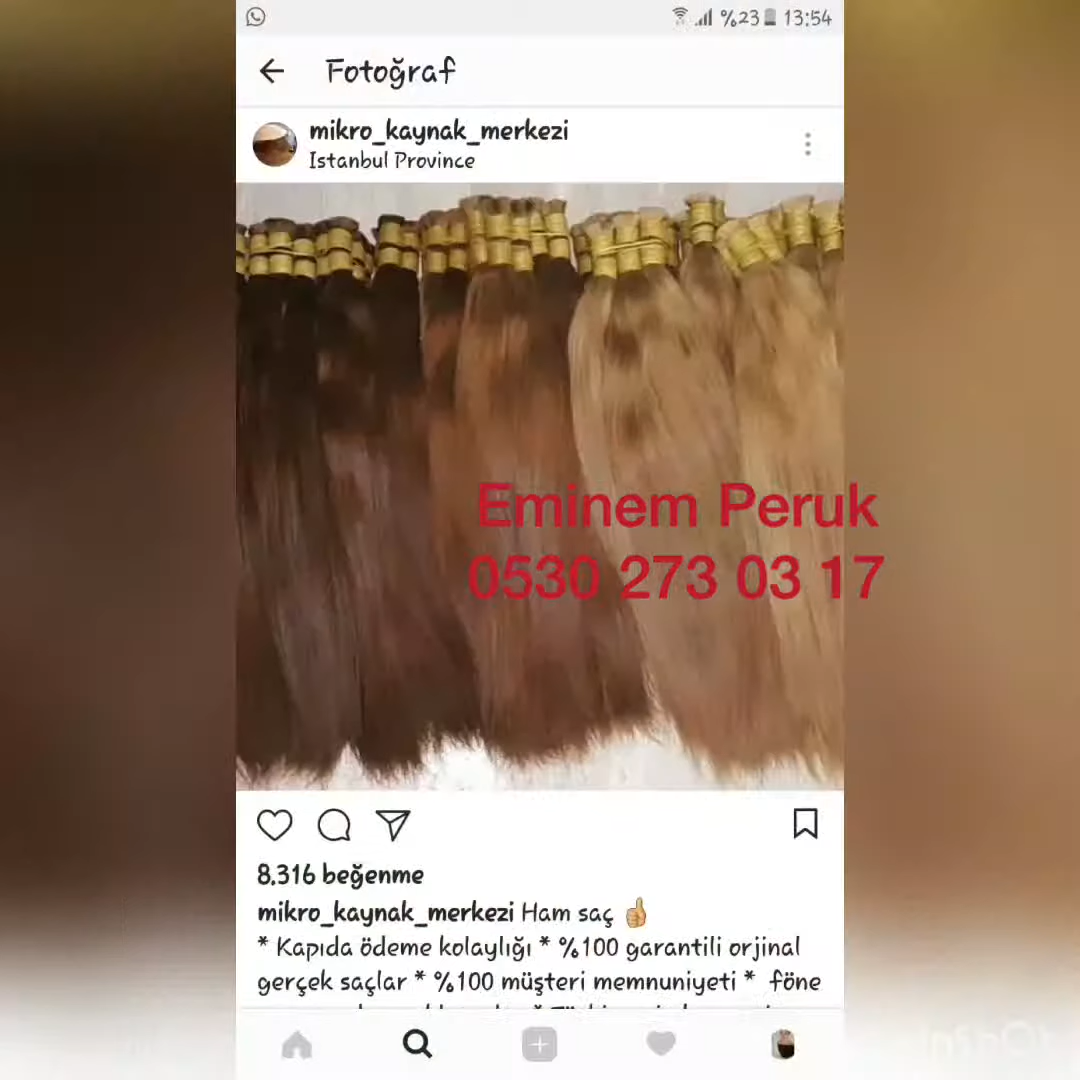 %23 13:54
Fotoğraf
mikro_kaynak_merkezi
Istanbul Province
Eminem Peruk
0530 273 03 17
8.316 beğenme
mikro_kaynak_merkezi Ham saç 👍
* Kapıda ödeme kolaylığı * %100 garantili orjinal
gerçek saçlar * %100 müşteri memnuniyeti * föne